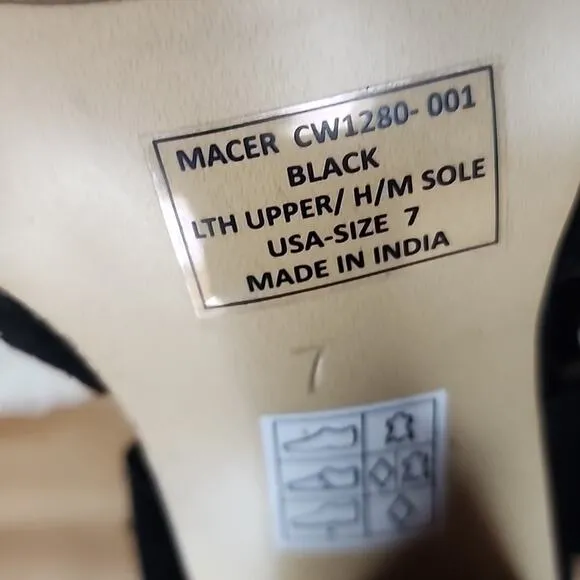 MACER CW1280-001
BLACK
LTH UPPER/ H/M SOLE
USA-SIZE 7
MADE IN INDIA
7